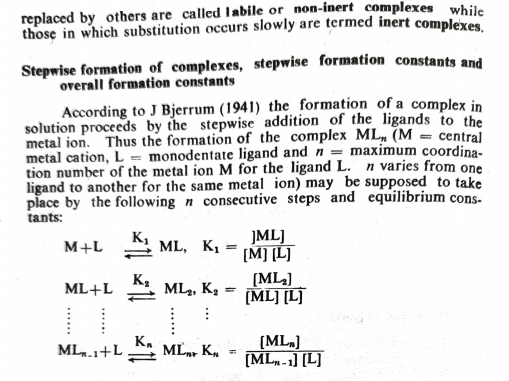 replaced by others are called labile or non-inert complexes while
those in which substitution occurs slowly are termed inert complexes.
Stepwise formation of complexes, stepwise formation constants and
overall formation constants
According to J Bjerrum (1941) the formation of a complex in
solution proceeds by the stepwise addition of the ligands to the
metal ion. Thus the formation of the complex MLₙ (M = central
metal cation, L = monodentate ligand and n = maximum coordina-
tion number of the metal ion M for the ligand L. n varies from one
ligand to another for the same metal ion) may be supposed to take
place by the following n consecutive steps and equilibrium cons-
tants:
M+L ⇌ (K₁) ML, K₁ = ]ML] / [M] [L]
ML+L ⇌ (K₂) ML₂, K₂ = [ML₂] / [ML] [L]
⋮ ⋮ ⋮ ⋮
MLₙ₋₁+L ⇌ (Kₙ) MLₙ, Kₙ = [MLₙ] / [MLₙ₋₁] [L]